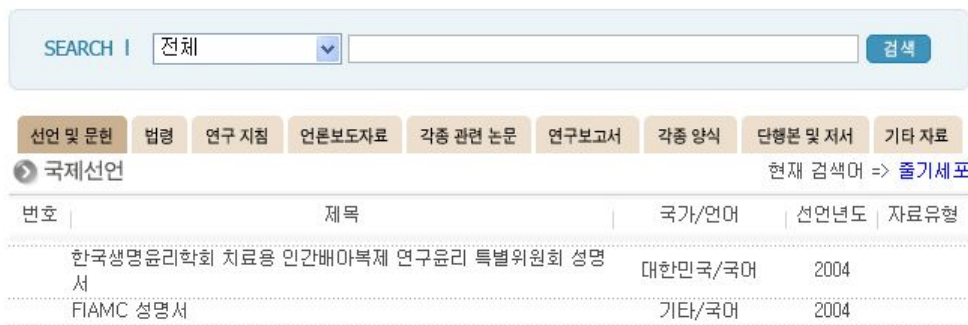 SEARCH | 전체 검색
선언 및 문헌 법령 연구 지침 언론보도자료 각종 관련 논문 연구보고서 각종 양식 단행본 및 저서 기타 자료
국제선언 현재 검색어 => 줄기세포
번호 제목 국가/언어 선언년도 자료유형
한국생명윤리학회 치료용 인간배아복제 연구윤리 특별위원회 성명
서 대한민국/국어 2004
FIAMC 성명서 기타/국어 2004